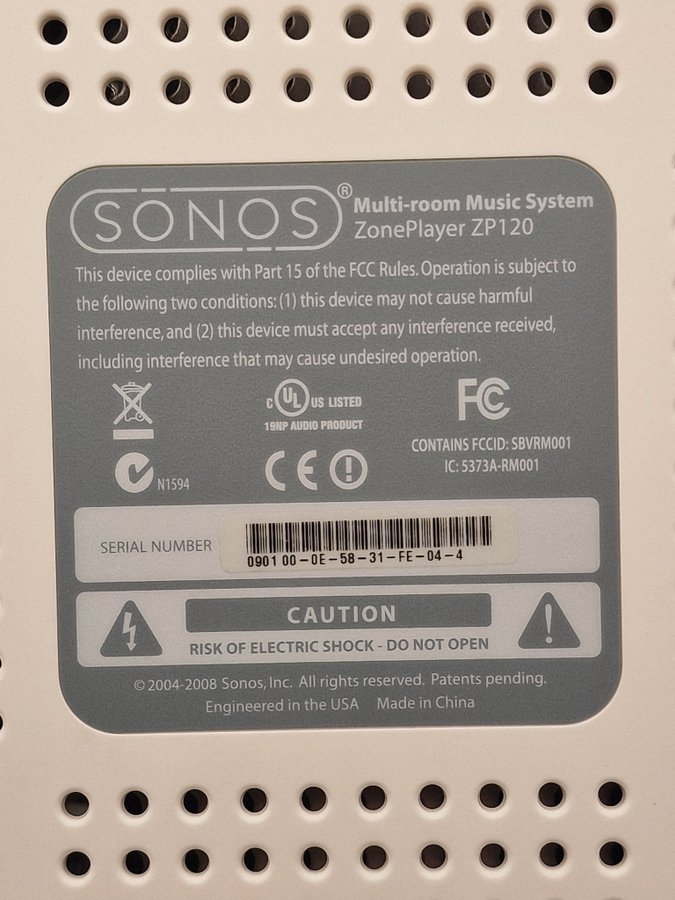 SONOS® Multi-room Music System
ZonePlayer ZP120
This device complies with Part 15 of the FCC Rules. Operation is subject to
the following two conditions: (1) this device may not cause harmful
interference, and (2) this device must accept any interference received,
including interference that may cause undesired operation.
C UL US LISTED
19NP AUDIO PRODUCT
FC
CONTAINS FCCID: SBVRM001
IC: 5373A-RM001
N1594
CE
SERIAL NUMBER
0901 00-0E-58-31-FE-04-4
CAUTION
RISK OF ELECTRIC SHOCK - DO NOT OPEN
© 2004-2008 Sonos, Inc. All rights reserved. Patents pending.
Engineered in the USA Made in China